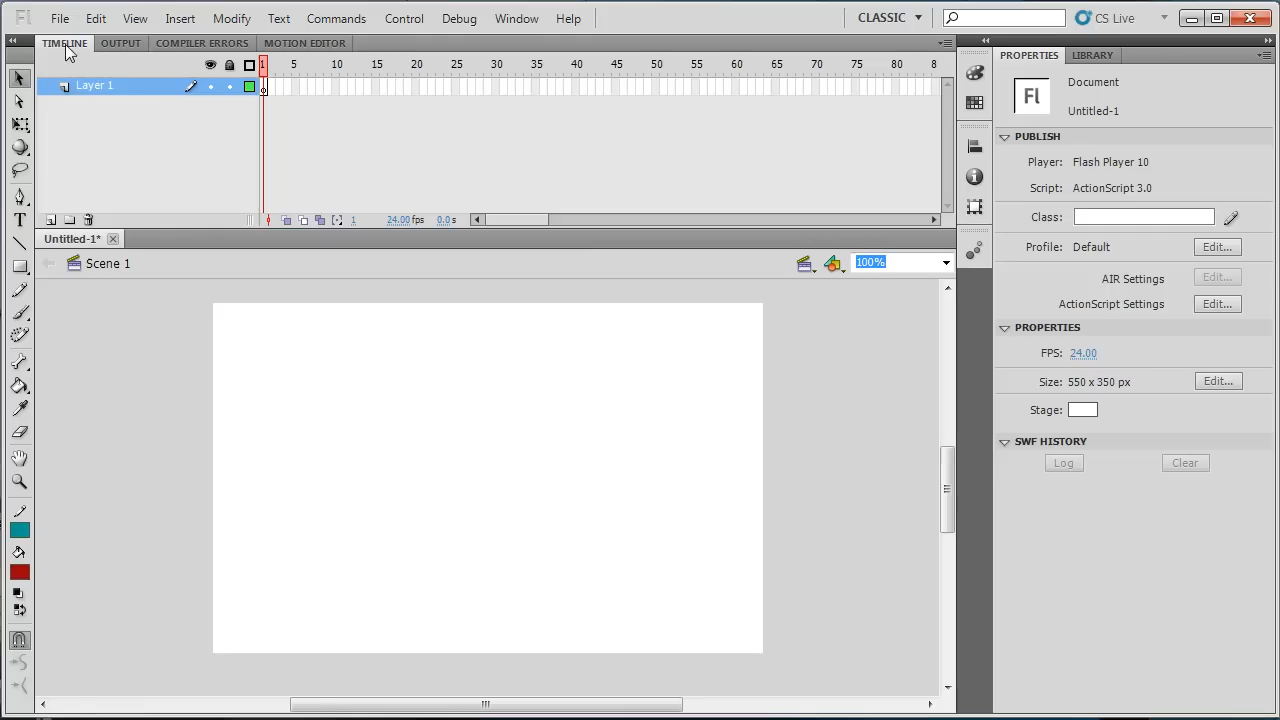 Fl File Edit View Insert Modify Text Commands Control Debug Window Help CLASSIC CS Live
TIMELINE OUTPUT COMPILER ERRORS MOTION EDITOR
1 10 15 20 25 30 35 40 45 50 55 60 65 70 75 80 8
Layer 1
1 24.00 fps 0.0 s
Untitled-1*
Scene 1
100%
PROPERTIES LIBRARY
Fl
Document
Untitled-1
PUBLISH
Player: Flash Player 10
Script: ActionScript 3.0
Class:
Profile: Default Edit...
AIR Settings Edit...
ActionScript Settings Edit...
PROPERTIES
FPS: 24.00
Size: 550 x 350 px Edit...
Stage:
SWF HISTORY
Log Clear
T